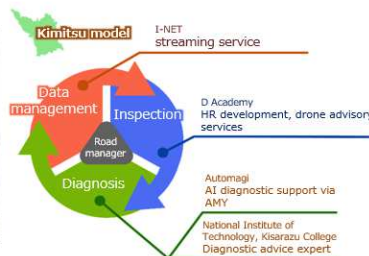 Kimitsu model
I-NET
streaming service
Data
management
Inspection
D Academy
HR development, drone advisory
services
Road
manager
Diagnosis
Automagi
AI diagnostic support via
AMY
National Institute of
Technology, Kisarazu College
Diagnostic advice expert